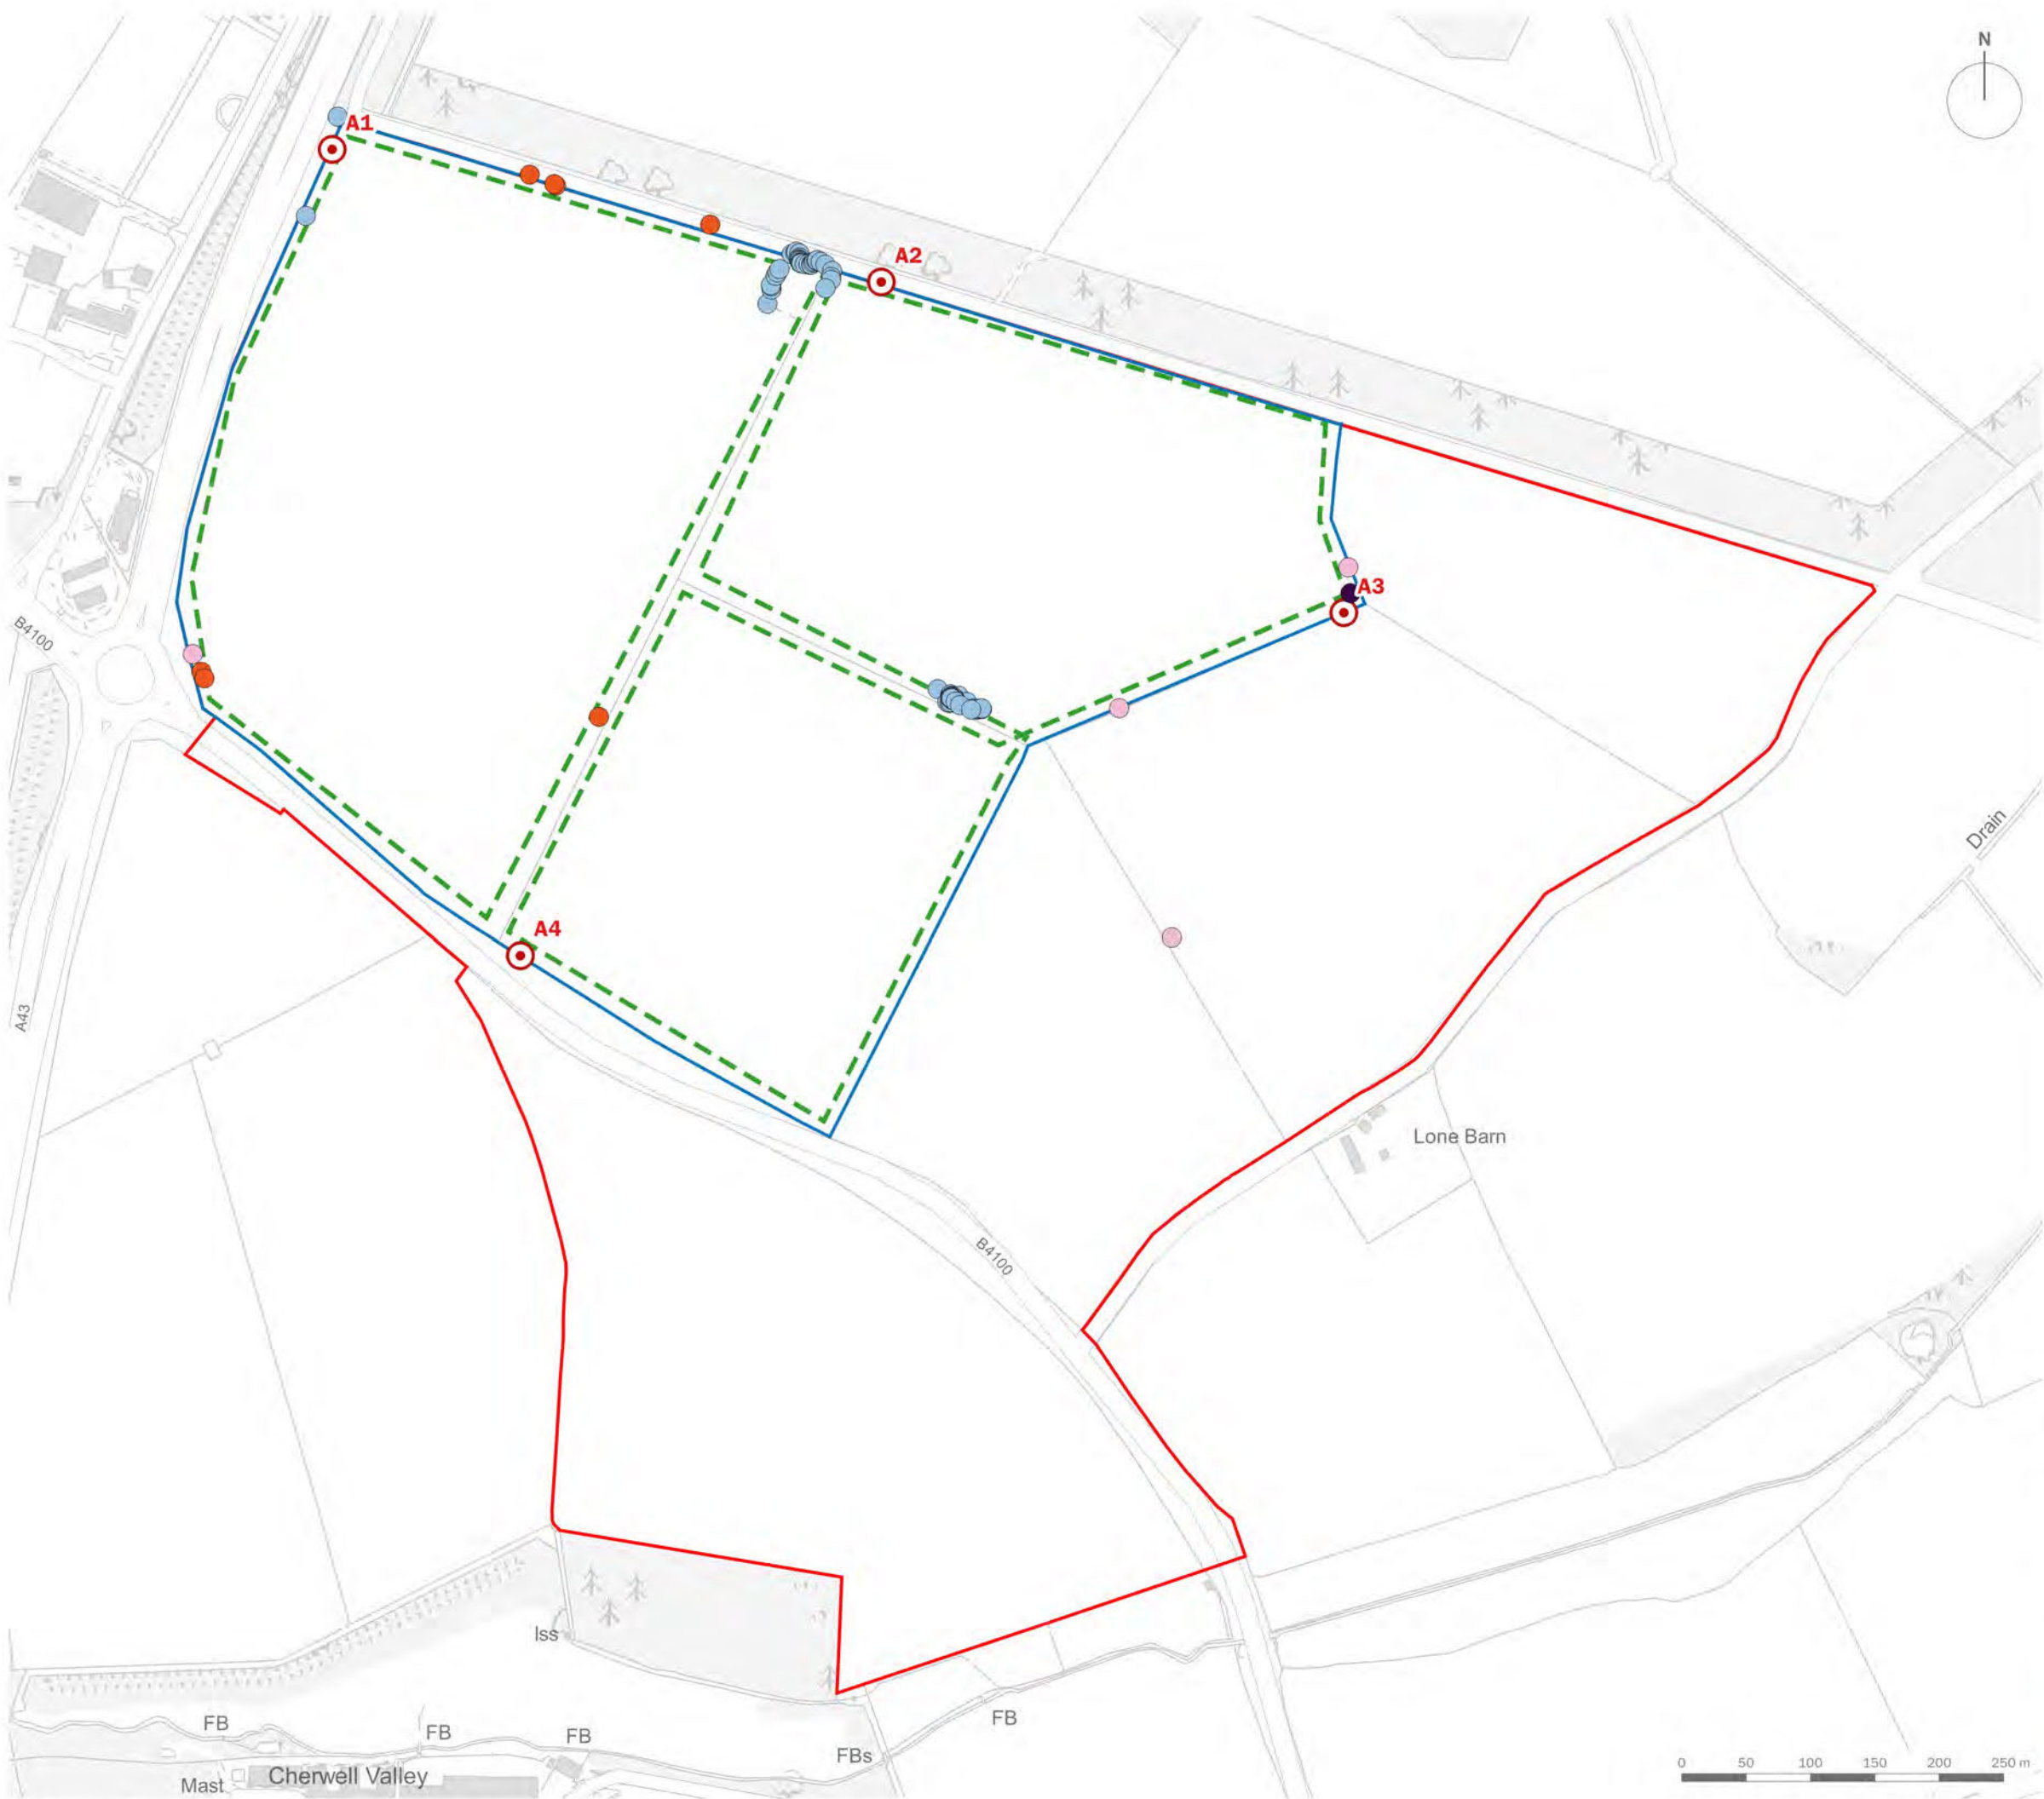 N
A1
A2
A3
B4100
Drain
A4
A43
Lone Barn
B4100
Iss
FB
FB
FB
FB
FBs
Mast
Cherwell Valley
0 50 100 150 200 250 m